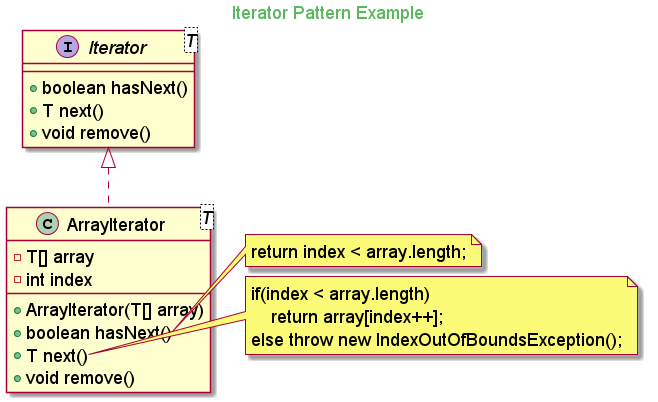 Iterator Pattern Example
I Iterator T
boolean hasNext()
T next()
void remove()
C ArrayIterator T
T[] array
int index
ArrayIterator(T[] array)
boolean hasNext()
T next()
void remove()
return index < array.length;
if(index < array.length)
return array[index++];
else throw new IndexOutOfBoundsException();